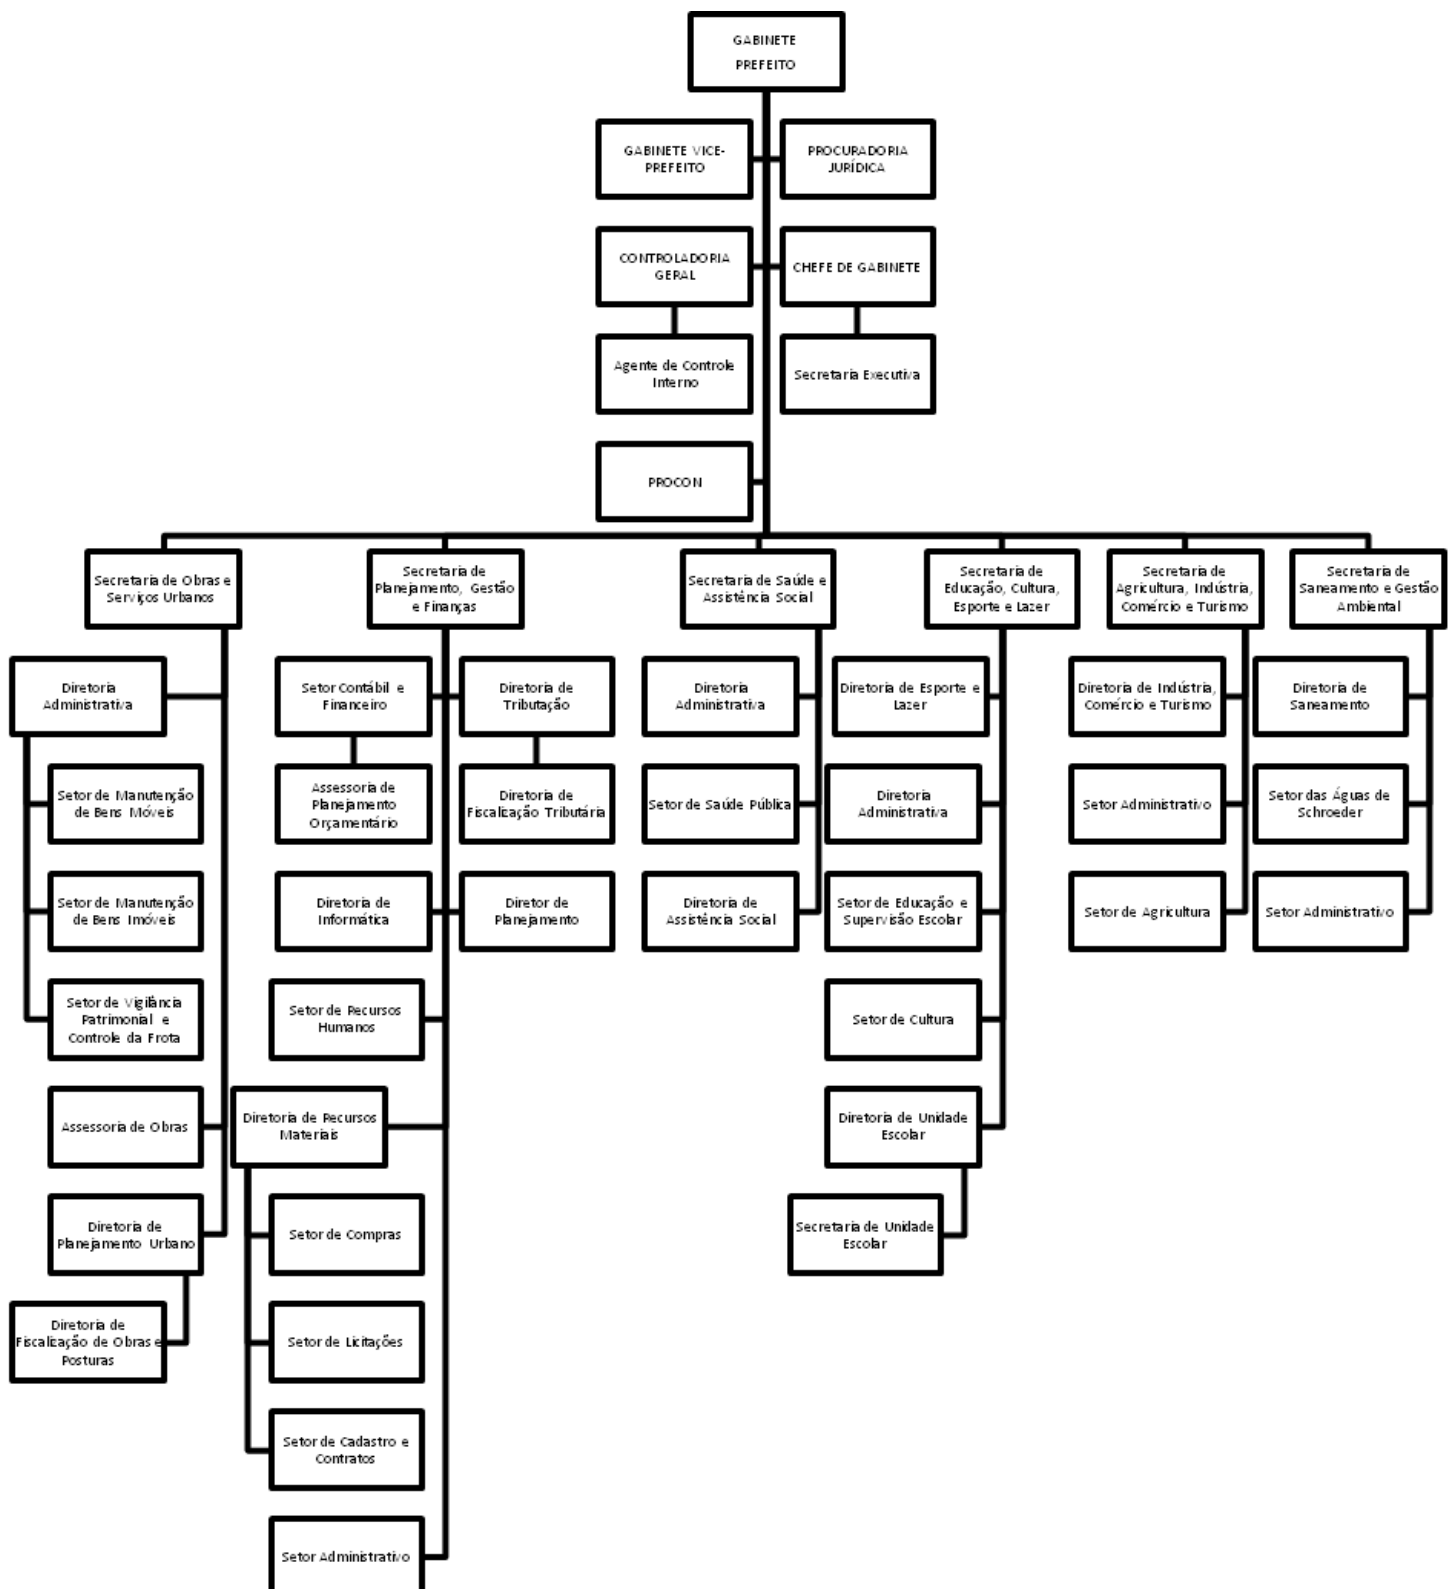 GABINETE
PREFEITO
GABINETE VICE-
PREFEITO
PROCURADORIA
JURÍDICA
CONTROLADORIA
GERAL
CHEFE DE GABINETE
Agente de Controle
Interno
Secretaria Executiva
PROCON
Secretaria de Obras e
Serviços Urbanos
Secretaria de
Planejamento, Gestão
e Finanças
Secretaria de Saúde e
Assistência Social
Secretaria de
Educação, Cultura,
Esporte e Lazer
Secretaria de
Agricultura, Indústria,
Comércio e Turismo
Secretaria de
Saneamento e Gestão
Ambiental
Diretoria
Administrativa
Setor Contábil e
Financeiro
Diretoria de
Tributação
Diretoria
Administrativa
Diretoria de Esporte e
Lazer
Diretoria de Indústria,
Comércio e Turismo
Diretoria de
Saneamento
Setor de Manutenção
de Bens Móveis
Assessoria de
Planejamento
Orçamentário
Diretoria de
Fiscalização Tributária
Setor de Saúde Pública
Diretoria
Administrativa
Setor Administrativo
Setor das Águas de
Schroeder
Setor de Manutenção
de Bens Imóveis
Diretoria de
Informática
Diretor de
Planejamento
Diretoria de
Assistência Social
Setor de Educação e
Supervisão Escolar
Setor de Agricultura
Setor Administrativo
Setor de Vigilância
Patrimonial e
Controle da Frota
Setor de Recursos
Humanos
Setor de Cultura
Assessoria de Obras
Diretoria de Recursos
Materiais
Diretoria de Unidade
Escolar
Diretoria de
Planejamento Urbano
Setor de Compras
Secretaria de Unidade
Escolar
Diretoria de
Fiscalização de Obras e
Posturas
Setor de Licitações
Setor de Cadastro e
Contratos
Setor Administrativo